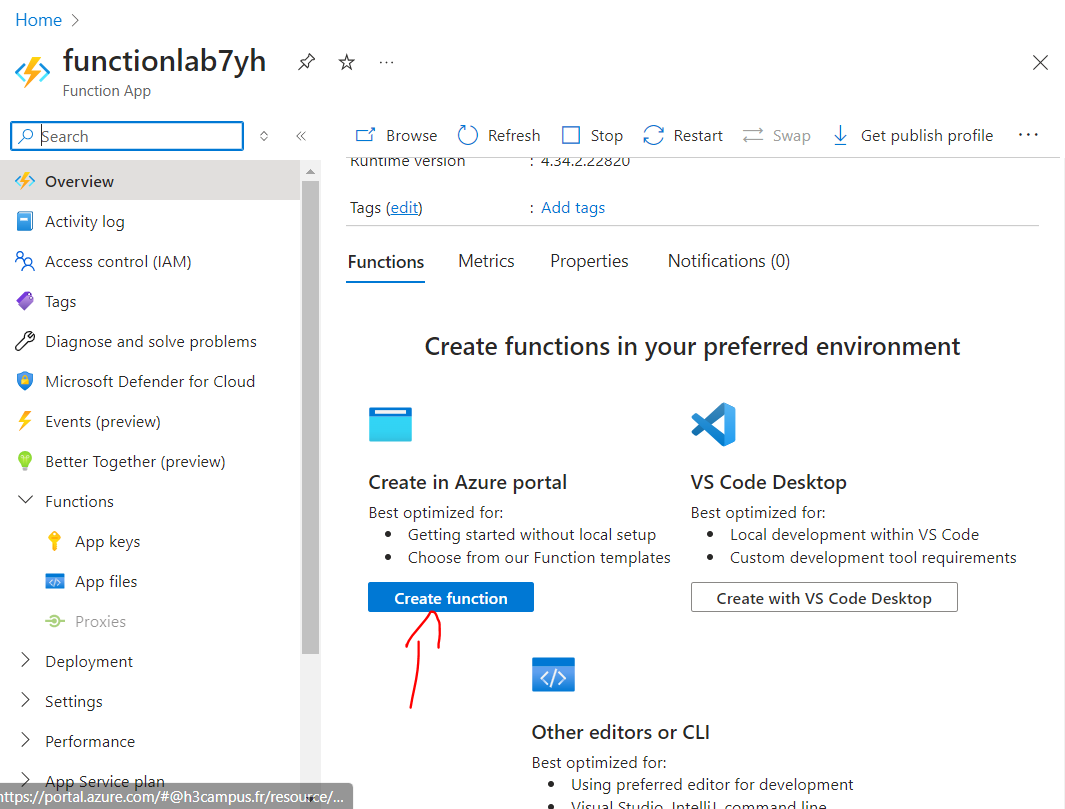 Home >
functionlab7yh
Function App
Search
Browse Refresh Stop Restart Swap Get publish profile ...
Overview
Activity log
Access control (IAM)
Tags
Diagnose and solve problems
Microsoft Defender for Cloud
Events (preview)
Better Together (preview)
Functions
App keys
App files
Proxies
Deployment
Settings
Performance
App Service plan
https://portal.azure.com/#@h3campus.fr/resource/...
Runtime version : 4.34.2.22820
Tags (edit) : Add tags
Functions Metrics Properties Notifications (0)
Create functions in your preferred environment
Create in Azure portal
Best optimized for:
• Getting started without local setup
• Choose from our Function templates
Create function
VS Code Desktop
Best optimized for:
• Local development within VS Code
• Custom development tool requirements
Create with VS Code Desktop
Other editors or CLI
Best optimized for:
• Using preferred editor for development
• Visual Studio, IntelliJ, command line